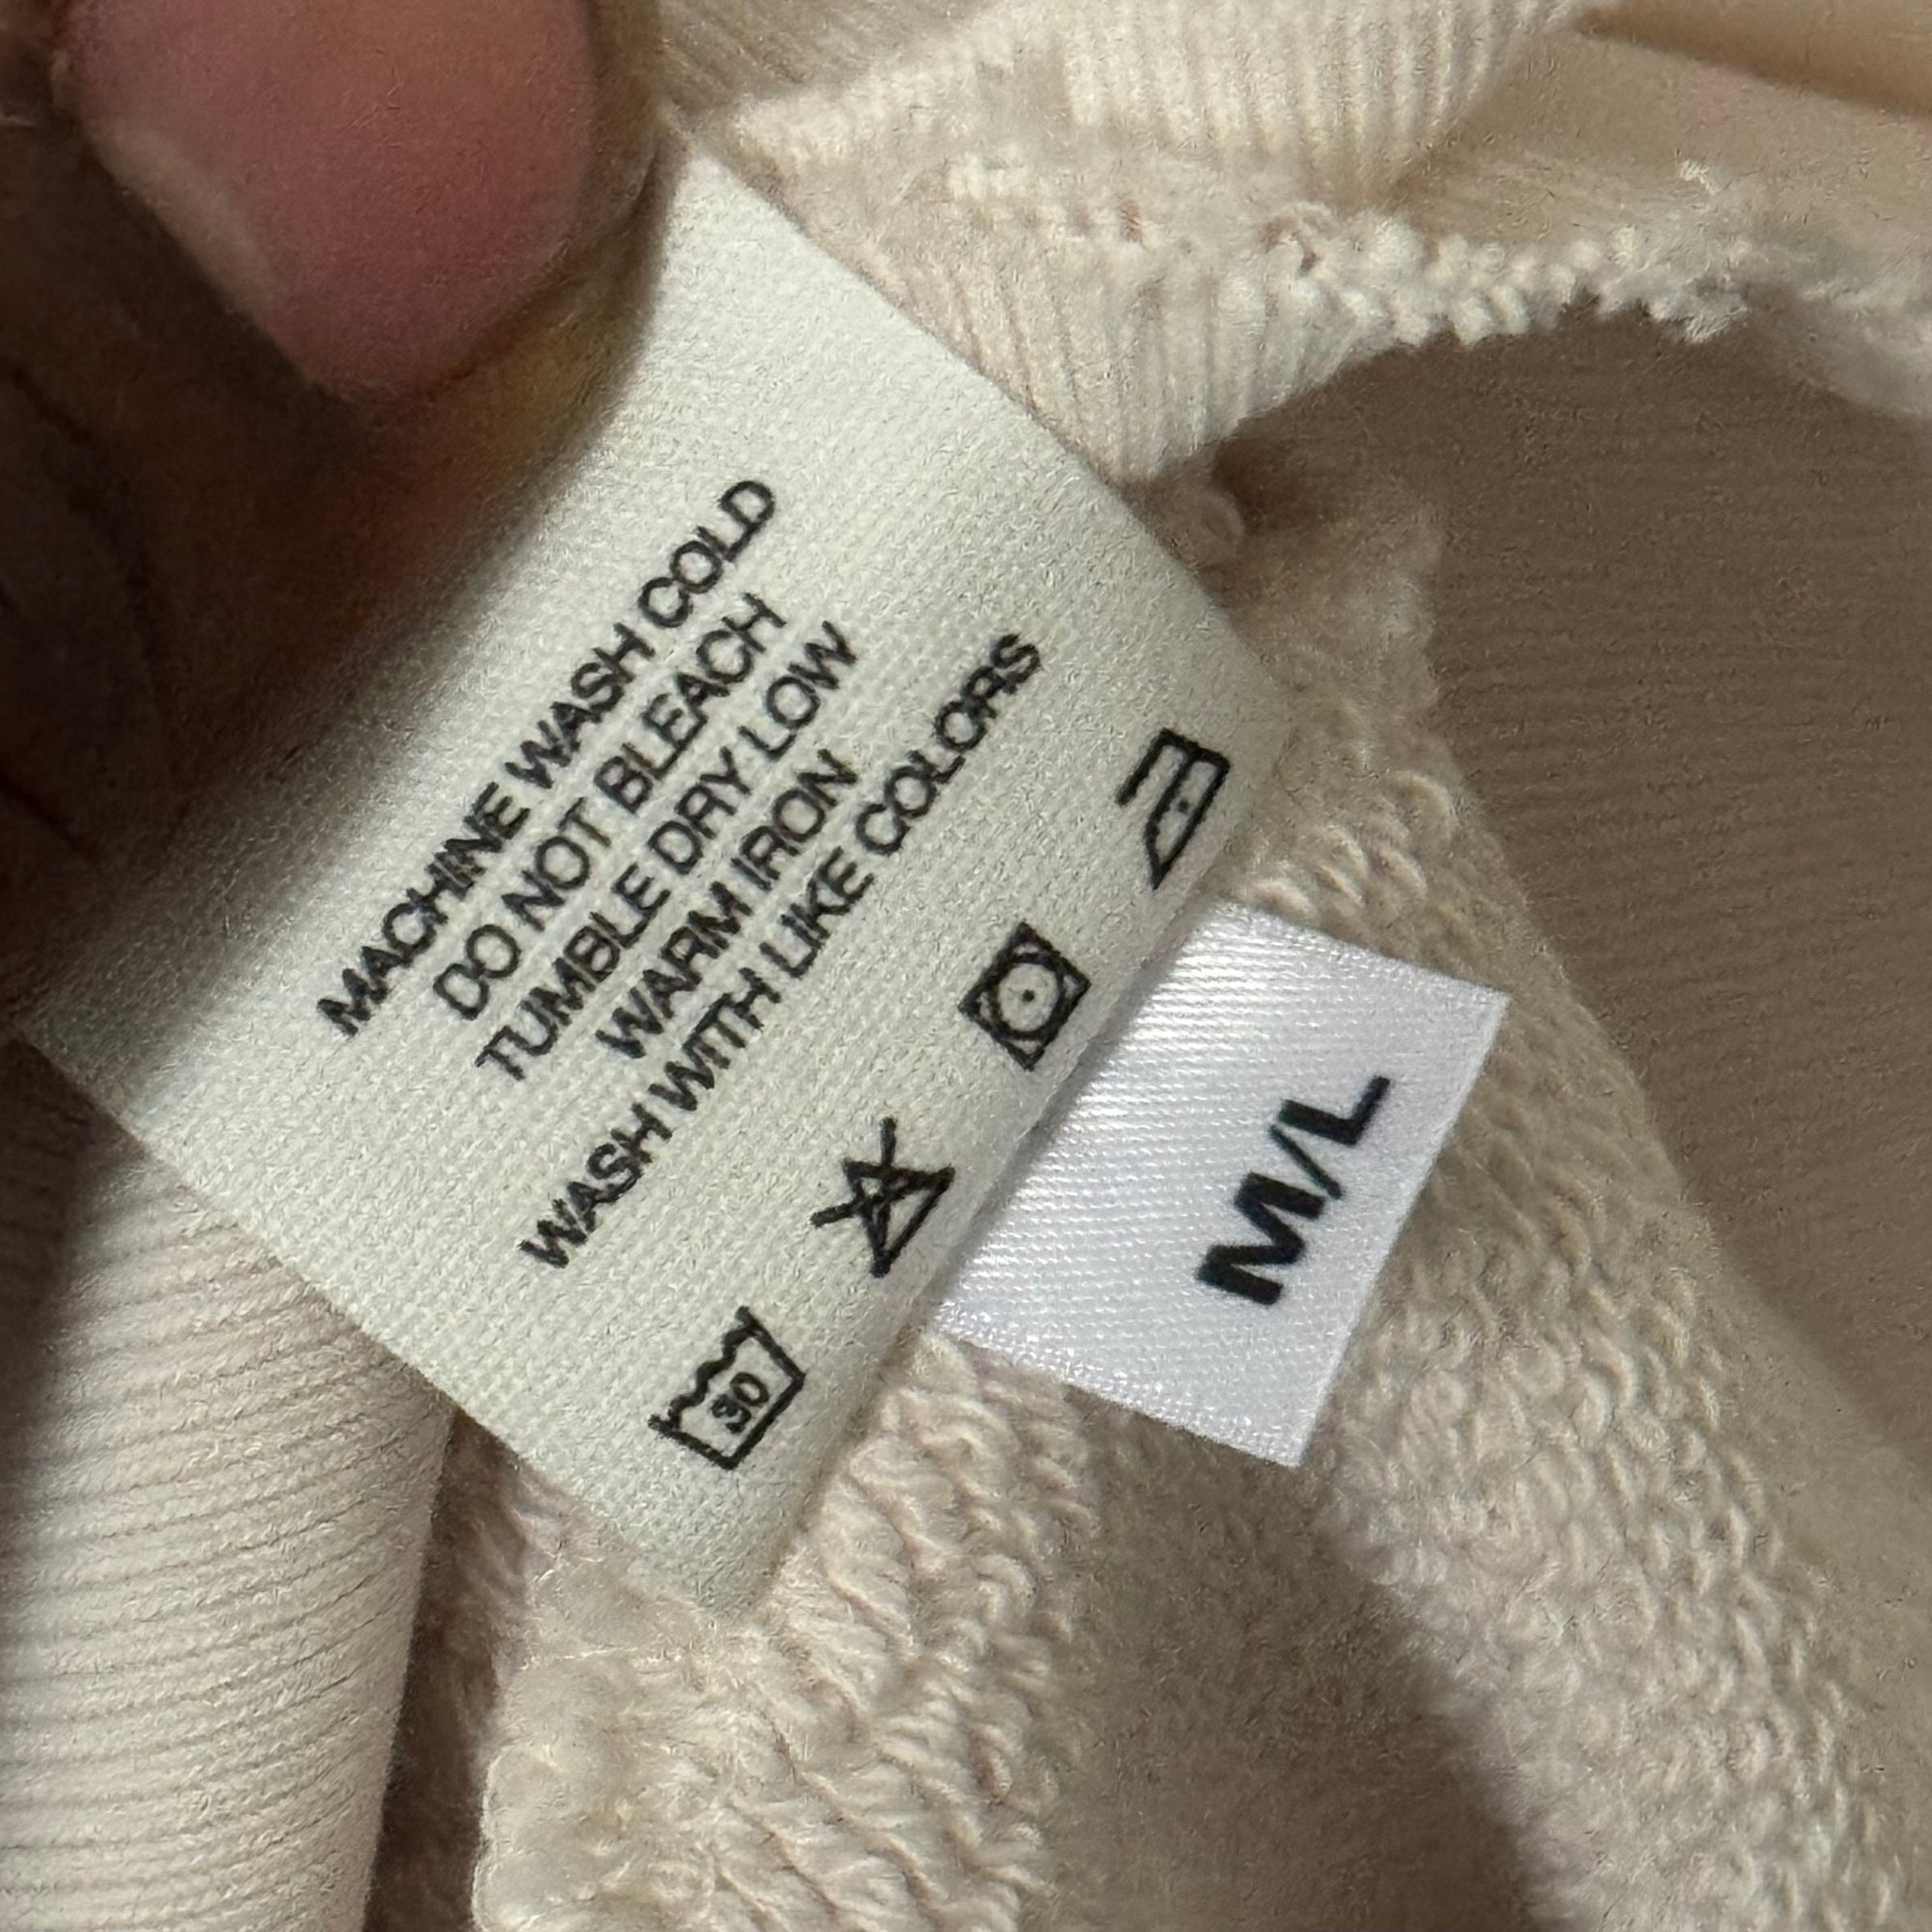 MACHINE WASH COLD
DO NOT BLEACH
TUMBLE DRY LOW
WARM IRON
WASH WITH LIKE COLORS
30
M/L